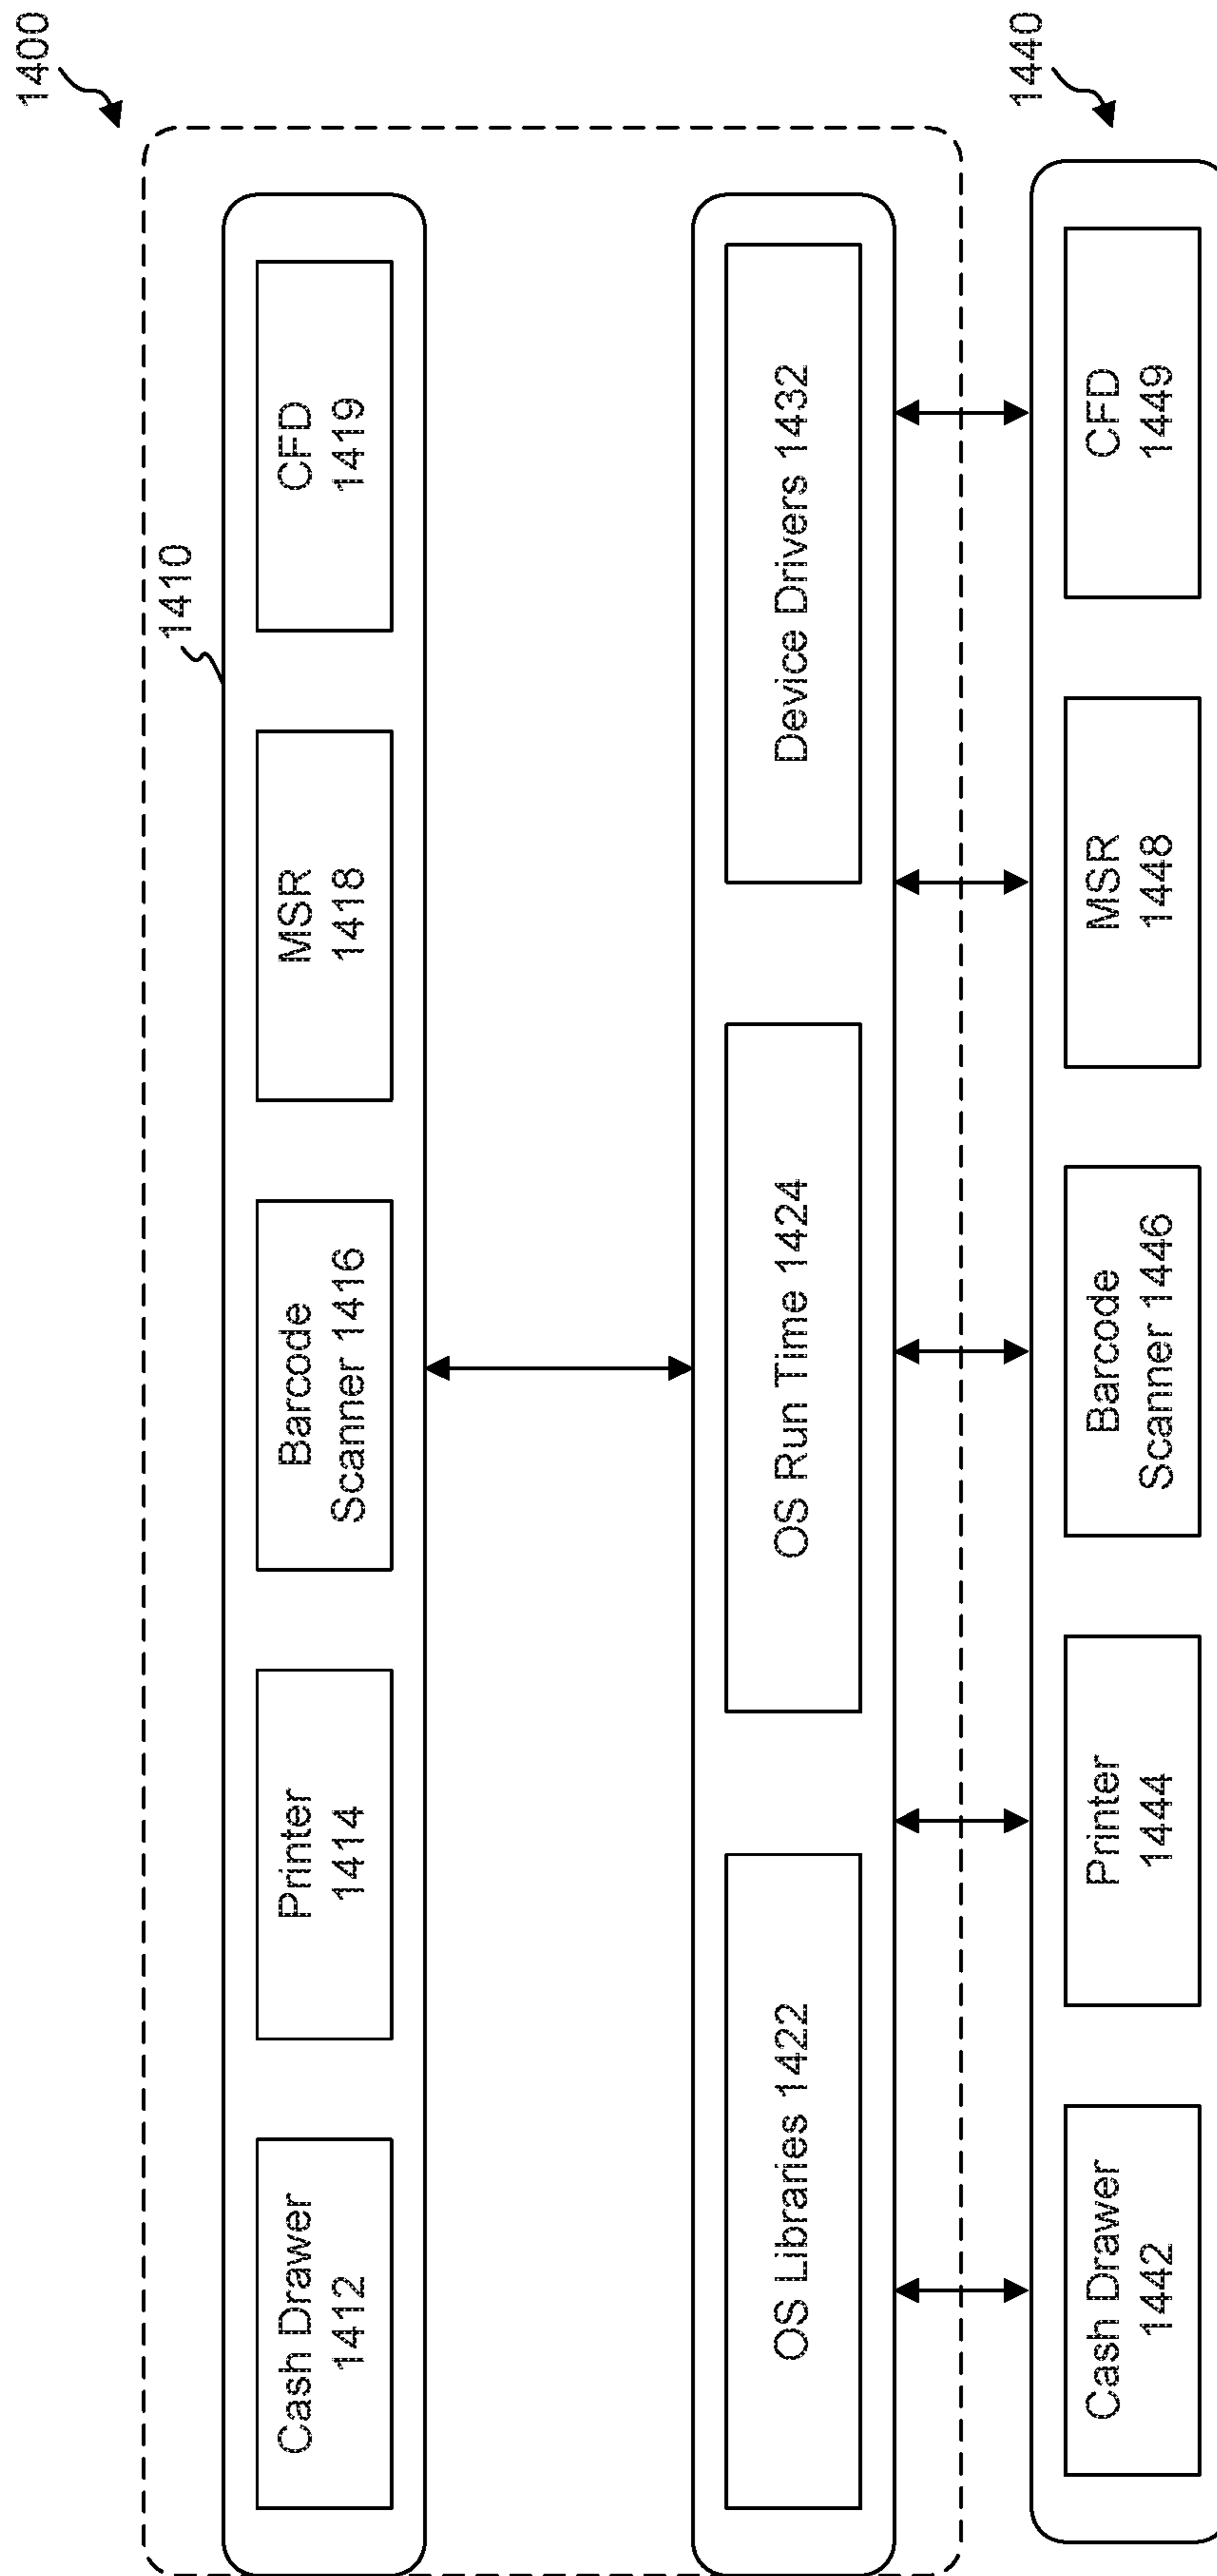 1400
1410
Cash Drawer
1412
Printer
1414
Barcode
Scanner 1416
MSR
1418
CFD
1419
OS Libraries 1422
OS Run Time 1424
Device Drivers 1432
1440
Cash Drawer
1442
Printer
1444
Barcode
Scanner 1446
MSR
1448
CFD
1449